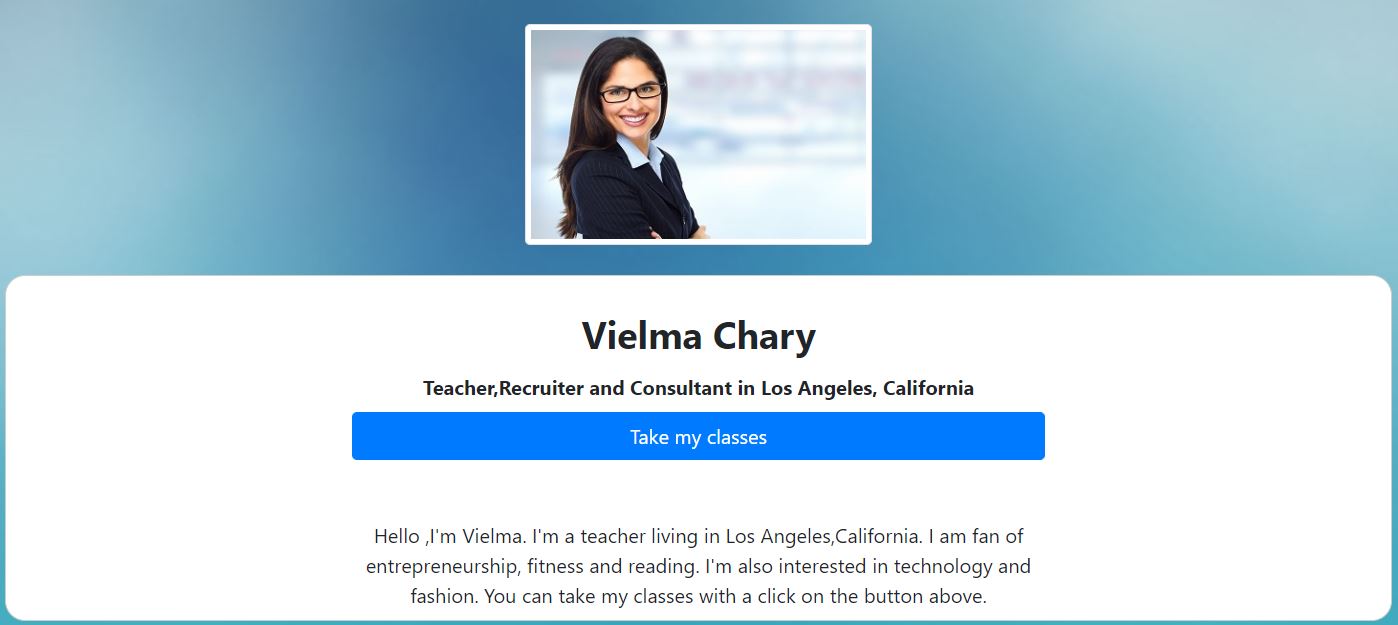 Vielma Chary
Teacher,Recruiter and Consultant in Los Angeles, California
Take my classes
Hello ,I'm Vielma. I'm a teacher living in Los Angeles,California. I am fan of
entrepreneurship, fitness and reading. I'm also interested in technology and
fashion. You can take my classes with a click on the button above.